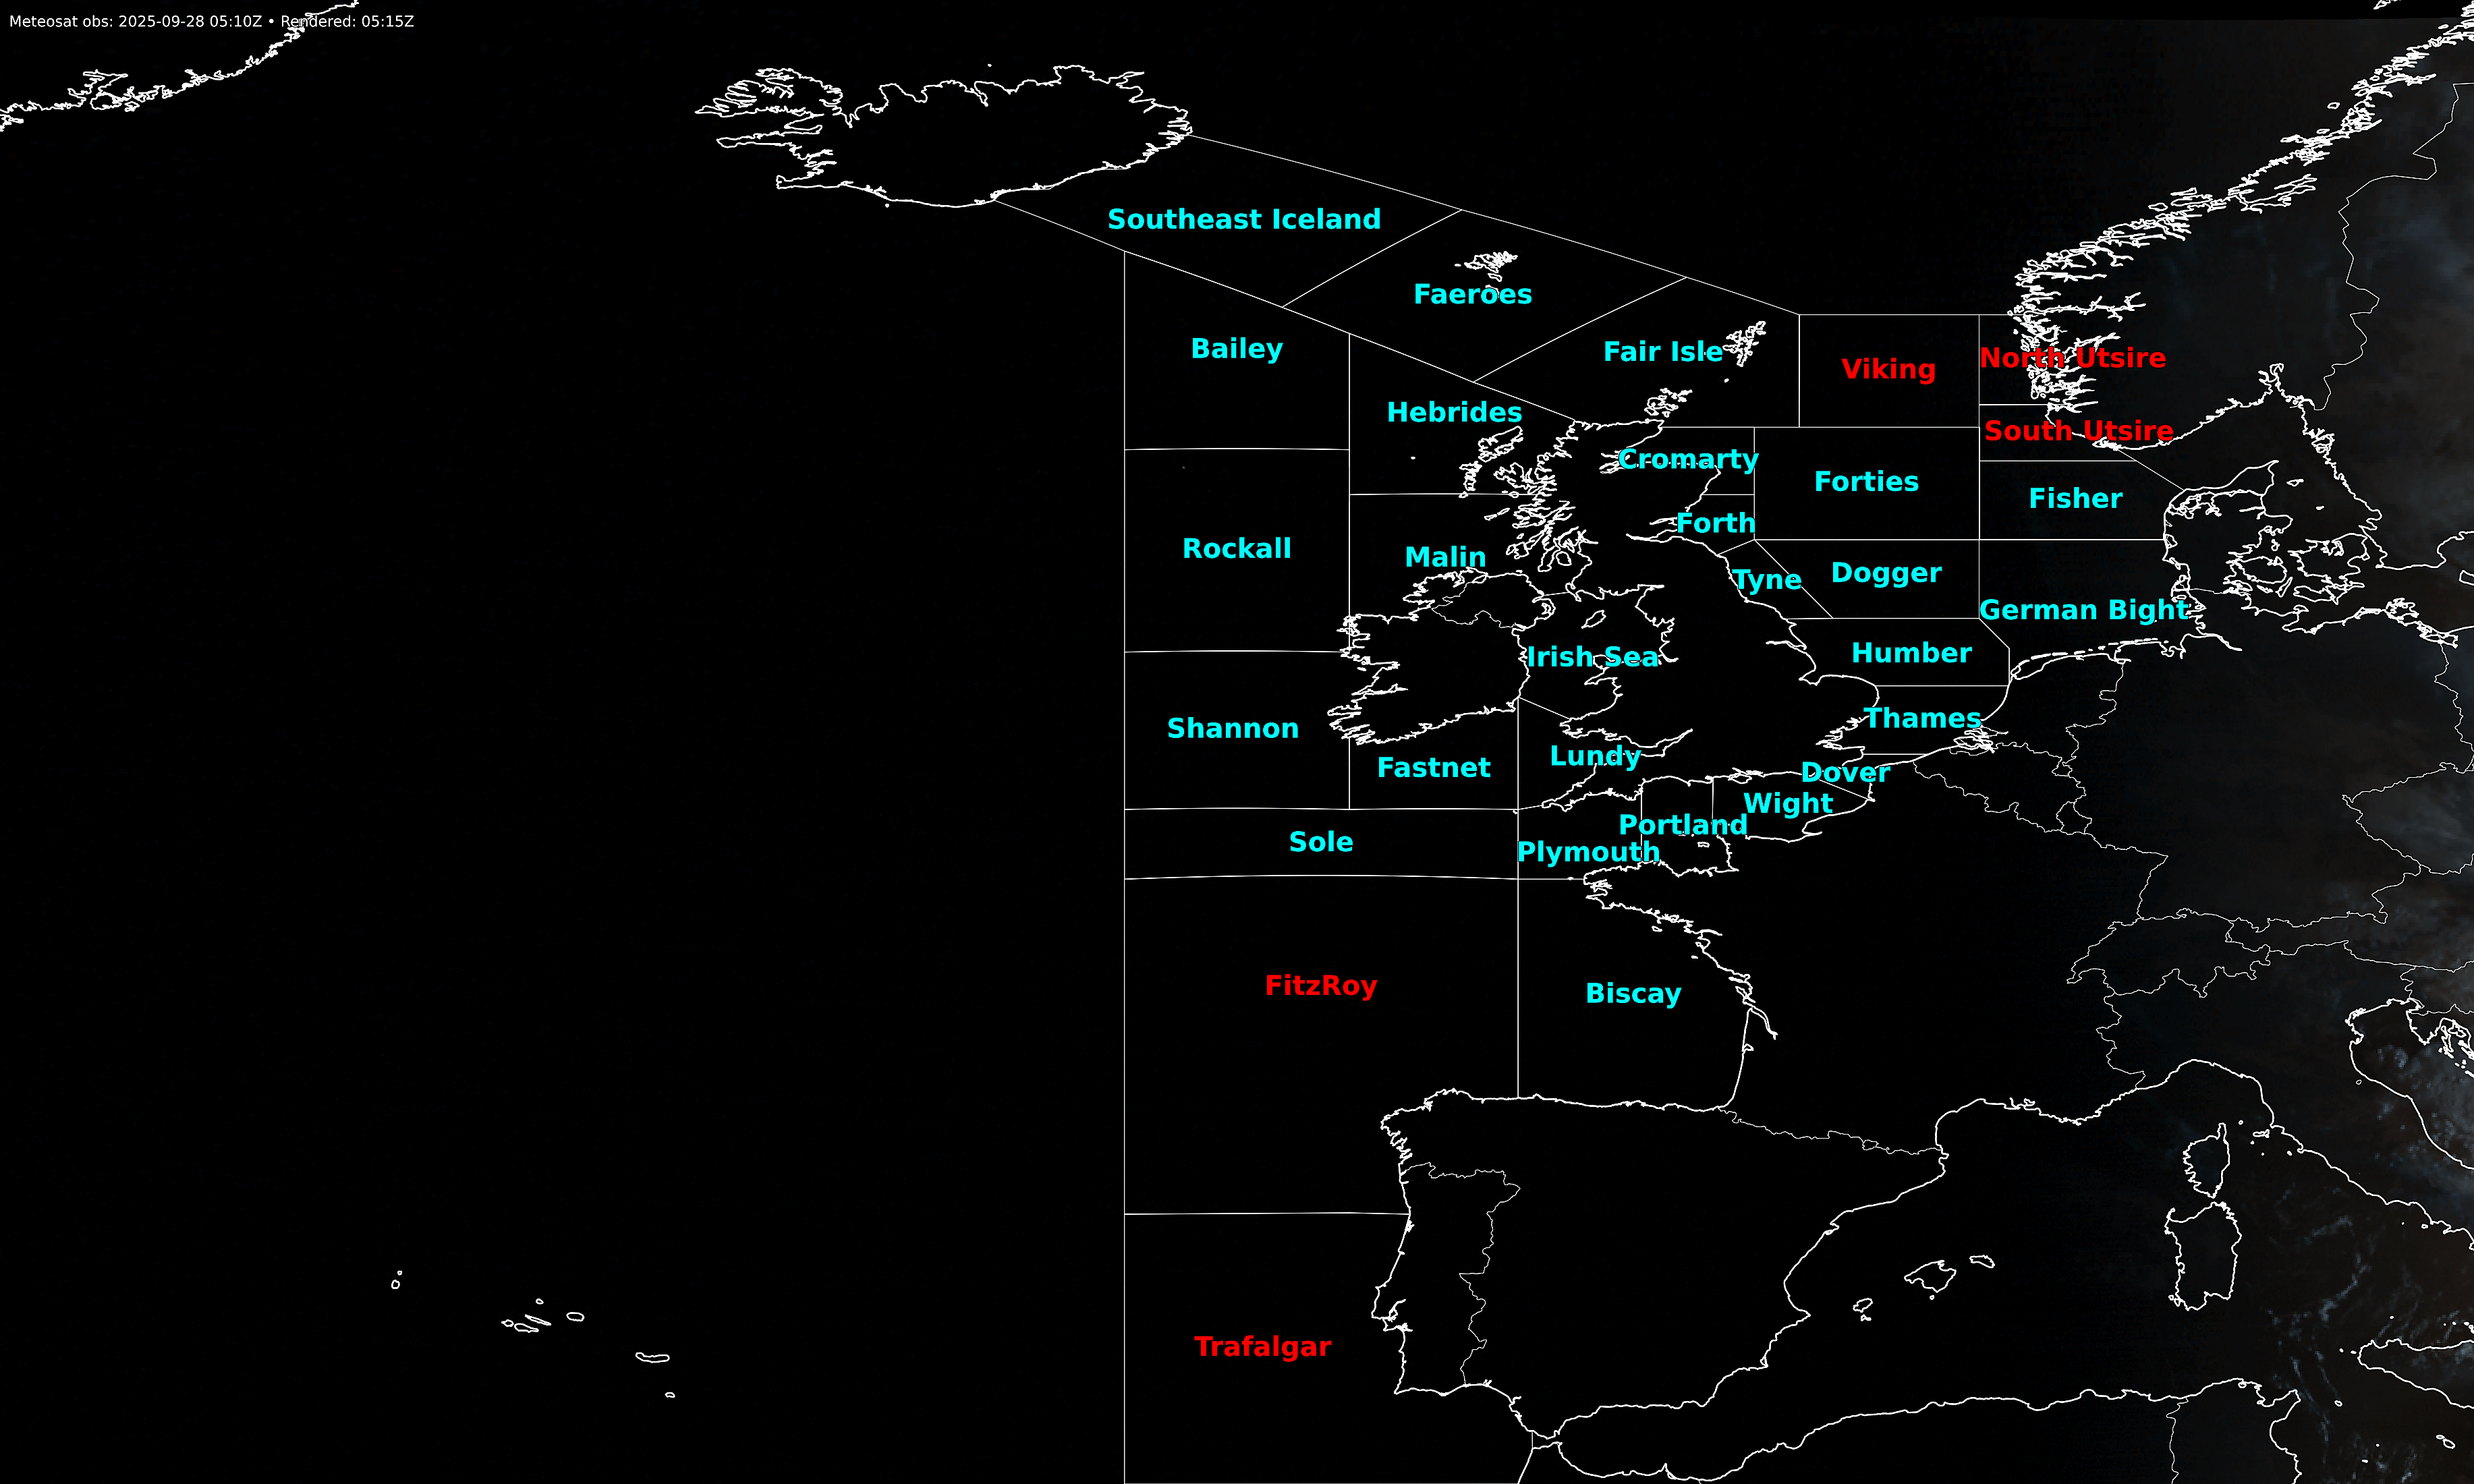 Meteosat obs: 2025-09-28 05:10Z • Rendered: 05:15Z
Southeast Iceland
Faeroes
Bailey
Fair Isle
Viking
North Utsire
Hebrides
South Utsire
Cromarty
Forties
Fisher
Forth
Rockall
Malin
Tyne
Dogger
German Bight
Irish Sea
Humber
Shannon
Thames
Fastnet
Lundy
Dover
Wight
Portland
Sole
Plymouth
FitzRoy
Biscay
Trafalgar